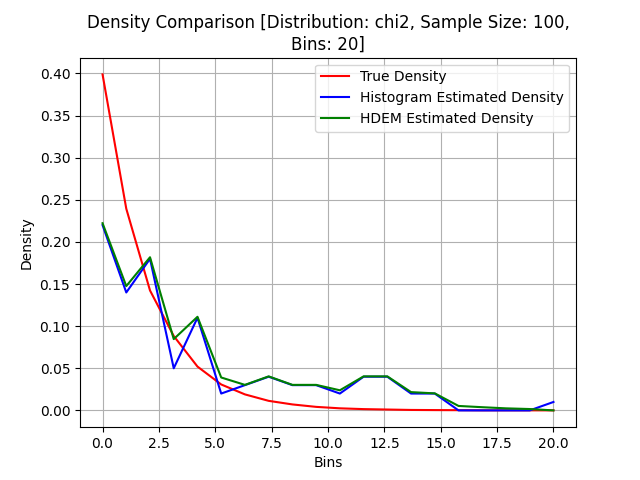 Density Comparison [Distribution: chi2, Sample Size: 100,
Bins: 20]
True Density
Histogram Estimated Density
HDEM Estimated Density
Density
0.40
0.35
0.30
0.25
0.20
0.15
0.10
0.05
0.00
0.0 2.5 5.0 7.5 10.0 12.5 15.0 17.5 20.0
Bins